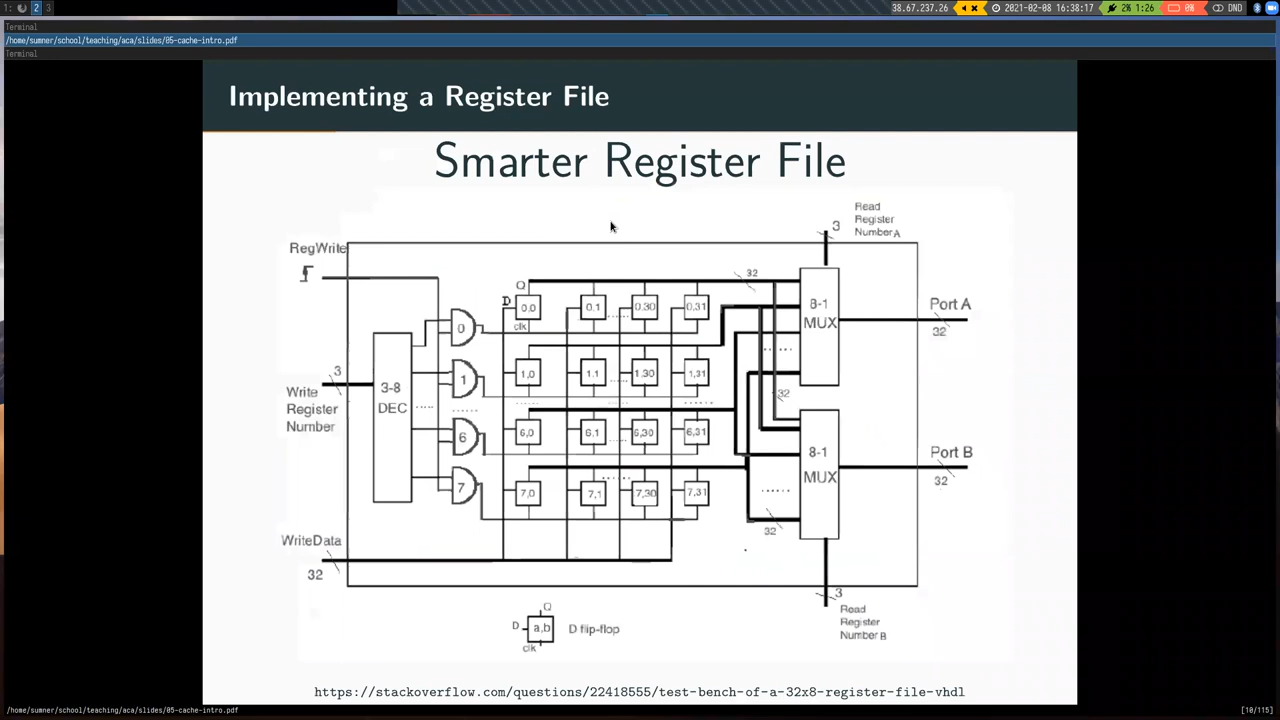 1: 2 3
38.67.237.26
2021-02-08 16:38:17
2% 1:26
0%
DND
Terminal
/home/sumner/school/teaching/aca/slides/05-cache-intro.pdf
Terminal
Implementing a Register File
Smarter Register File
Read
Register
Number A
3
RegWrite
Q
32
D
0,0
0.1
0,30
0,31
clk
0
8-1
MUX
Port A
32
3
Write
Register
Number
3-8
DEC
1
1,0
1.1
1,30
1,31
32
6
6,0
6,1
6,30
6,31
8-1
MUX
Port B
32
7
7,0
7,1
7,30
7,31
32
WriteData
32
3
Read
Register
Number B
Q
D
a,b
D flip-flop
clk
https://stackoverflow.com/questions/22418555/test-bench-of-a-32x8-register-file-vhdl
/home/sumner/school/teaching/aca/slides/05-cache-intro.pdf
[10/115]